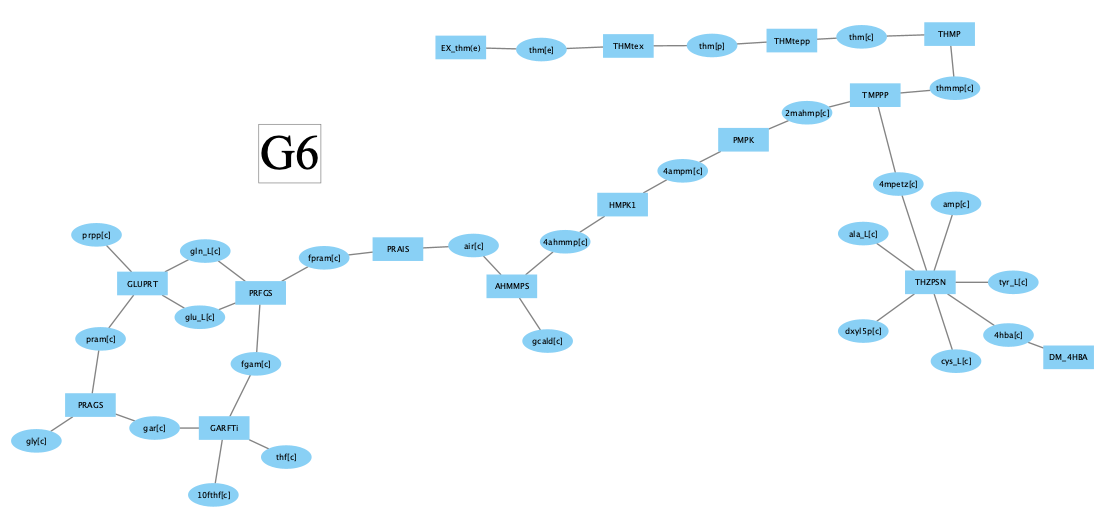 EX_thm(e)
thm[e]
THMtex
thm[p]
THMtepp
thm[c]
THMP
TMPPP
thmmp[c]
2mahmp[c]
PMPK
G6
4ampm[c]
4mpetz[c]
HMPK1
amp[c]
ala_L[c]
prpp[c]
gln_L[c]
fpram[c]
PRAIS
air[c]
4ahmmp[c]
GLUPRT
PRFGS
AHMMPS
THZPSN
tyr_L[c]
glu_L[c]
pram[c]
gcald[c]
dxyl5p[c]
4hba[c]
fgam[c]
cys_L[c]
DM_4HBA
PRAGS
gar[c]
GARFTi
gly[c]
thf[c]
10fthf[c]